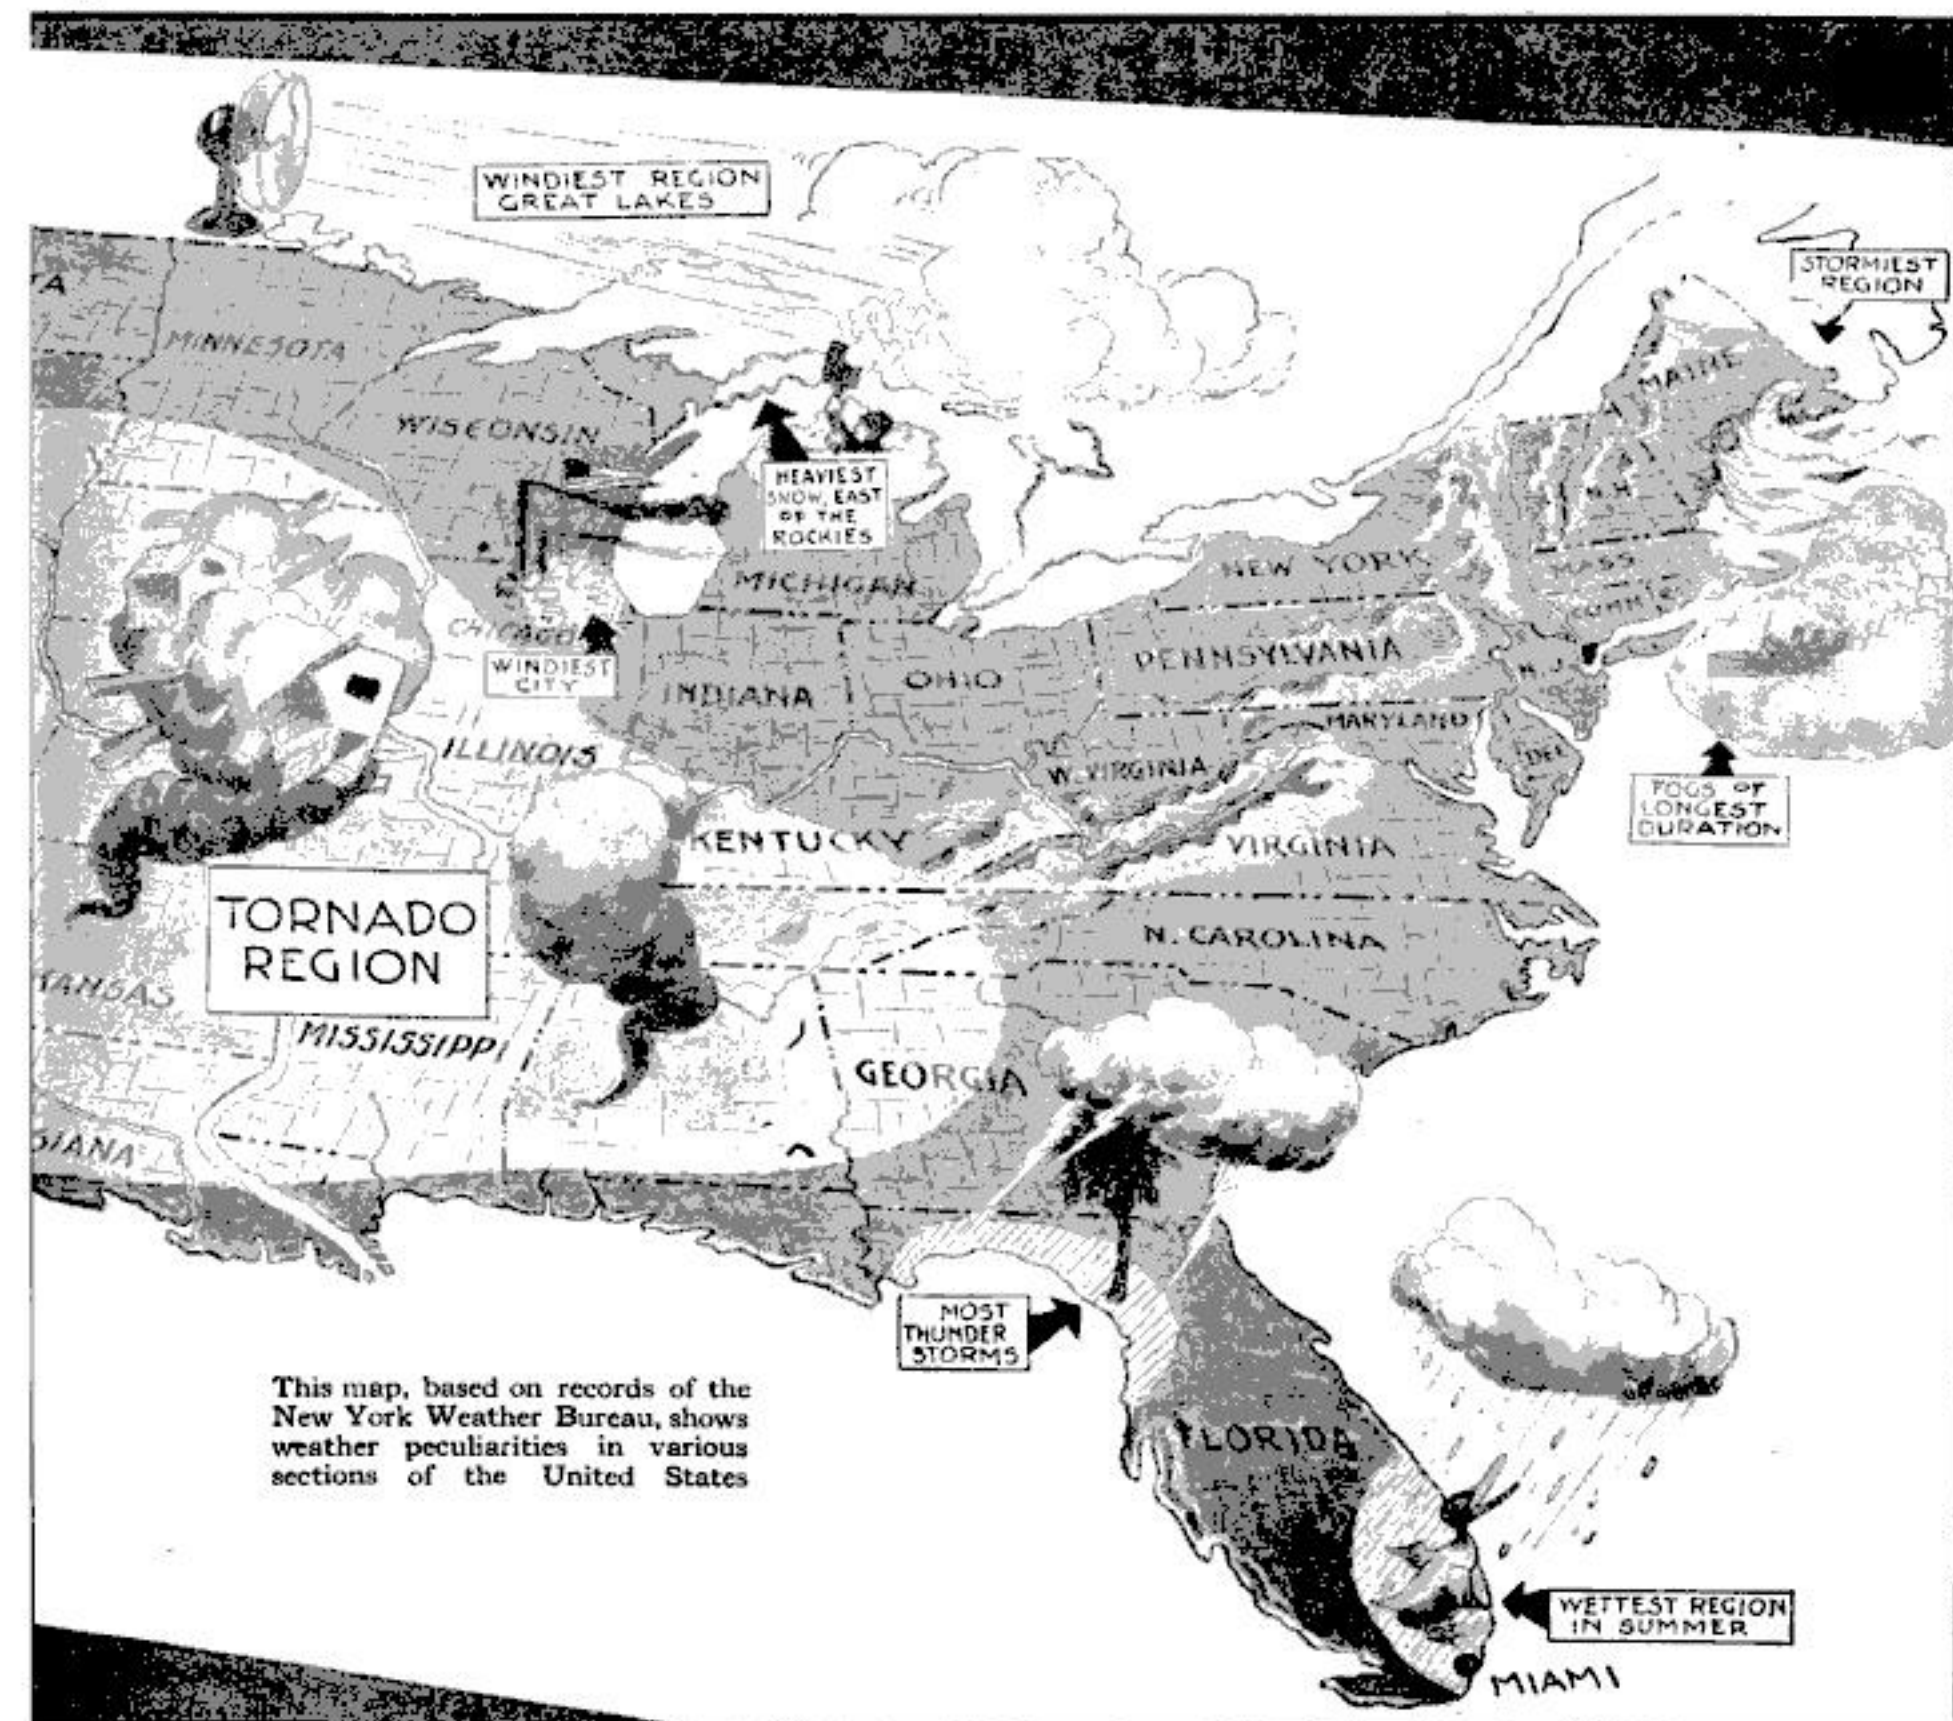 WINDIEST REGION
GREAT LAKES
STORMIEST
REGION
TA
MINNESOTA
MAINE
WISCONSIN
HEAVIEST
SNOW, EAST
OF THE
ROCKIES
N.H.
MICHIGAN
NEW YORK
MASS.
CHICAGO
WINDIEST
CITY
INDIANA
OHIO
PENNSYLVANIA
N.J.
MARYLAND
ILLINOIS
W. VIRGINIA
DEL
FOGS OF
LONGEST
DURATION
KENTUCKY
VIRGINIA
TORNADO
REGION
N. CAROLINA
KANSAS
MISSISSIPPI
GEORGIA
SIANA
MOST
THUNDER
STORMS
This map, based on records of the
New York Weather Bureau, shows
weather peculiarities in various
sections of the United States
FLORIDA
WETTEST REGION
IN SUMMER
MIAMI